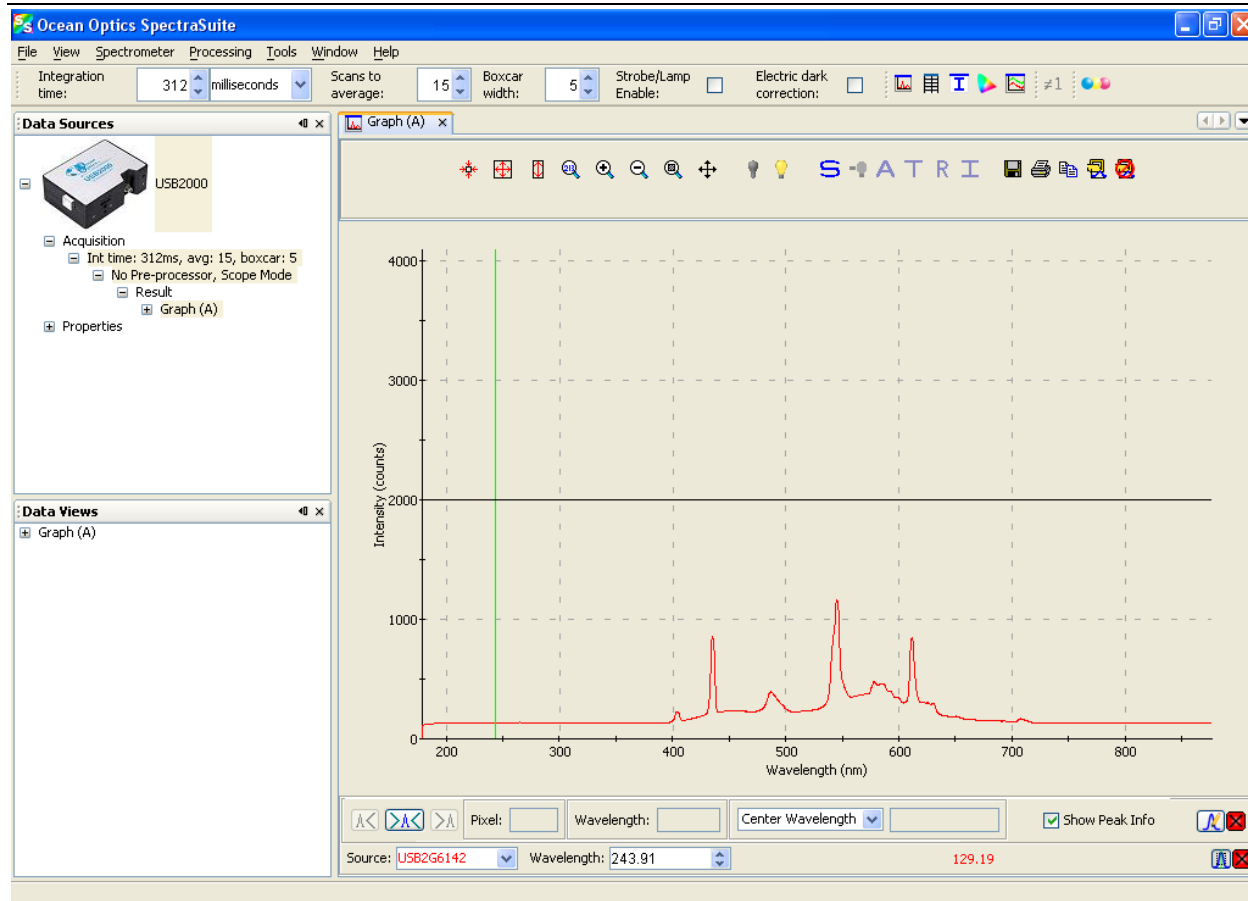 Ocean Optics SpectraSuite
File View Spectrometer Processing Tools Window Help
Integration time: 312 milliseconds Scans to average: 15 Boxcar width: 5 Strobe/Lamp Enable: Electric dark correction: ≠1
Data Sources
Graph (A)
USB2000
Acquisition
Int time: 312ms, avg: 15, boxcar: 5
No Pre-processor, Scope Mode
Result
Graph (A)
Properties
Data Views
Graph (A)
S A T R I
4000
3000
2000
1000
0
Intensity (counts)
200 300 400 500 600 700 800
Wavelength (nm)
Pixel: Wavelength: Center Wavelength Show Peak Info
Source: USB2G6142 Wavelength: 243.91 129.19